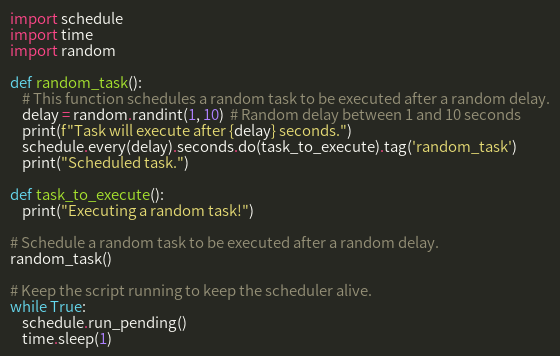 import schedule
import time
import random

def random_task():
    # This function schedules a random task to be executed after a random delay.
    delay = random.randint(1, 10)  # Random delay between 1 and 10 seconds
    print(f"Task will execute after {delay} seconds.")
    schedule.every(delay).seconds.do(task_to_execute).tag('random_task')
    print("Scheduled task.")

def task_to_execute():
    print("Executing a random task!")

# Schedule a random task to be executed after a random delay.
random_task()

# Keep the script running to keep the scheduler alive.
while True:
    schedule.run_pending()
    time.sleep(1)